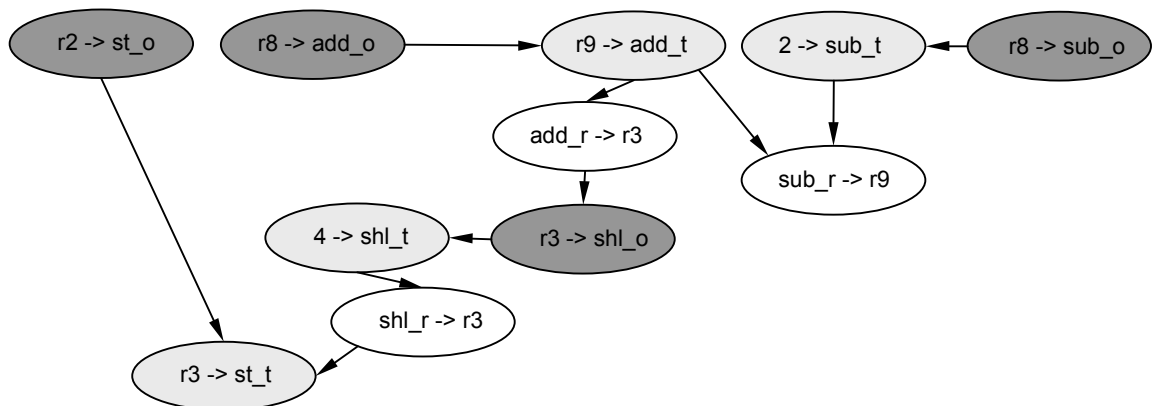 r2 -> st_o
r8 -> add_o
r9 -> add_t
2 -> sub_t
r8 -> sub_o
add_r -> r3
sub_r -> r9
4 -> shl_t
r3 -> shl_o
shl_r -> r3
r3 -> st_t